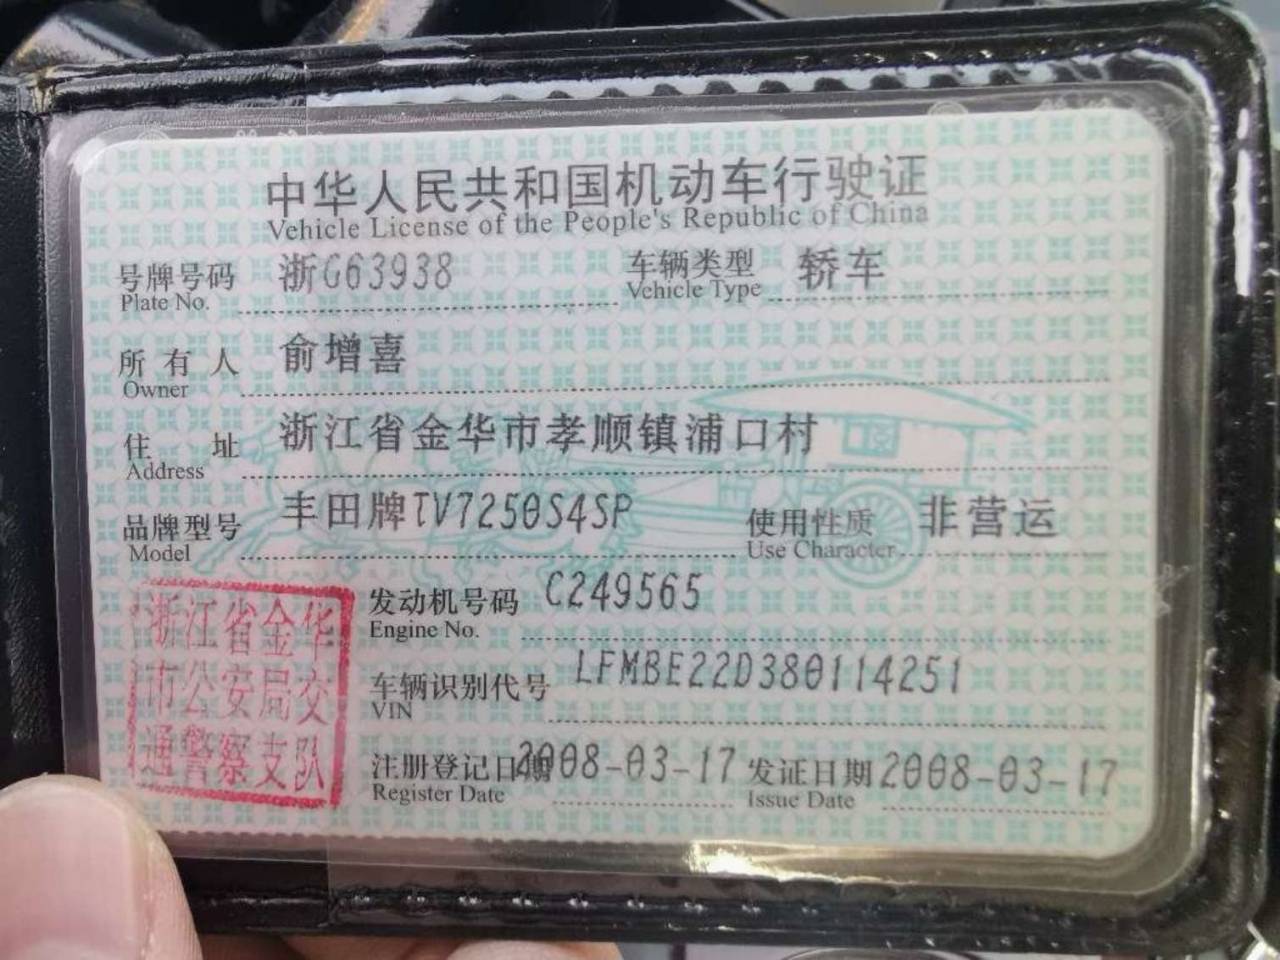 中华人民共和国机动车行驶证
Vehicle License of the People's Republic of China
号牌号码 浙G63938 车辆类型 轿车
Plate No. Vehicle Type
所有人 俞增喜
Owner
住址 浙江省金华市孝顺镇浦口村
Address
品牌型号 丰田牌TV7250S4SP 使用性质 非营运
Model Use Character
发动机号码 C249565
Engine No.
车辆识别代号 LFMBE22D380114251
VIN
注册登记日期 2008-03-17 发证日期 2008-03-17
Register Date Issue Date
浙江省金华
市公安局交
通警察支队